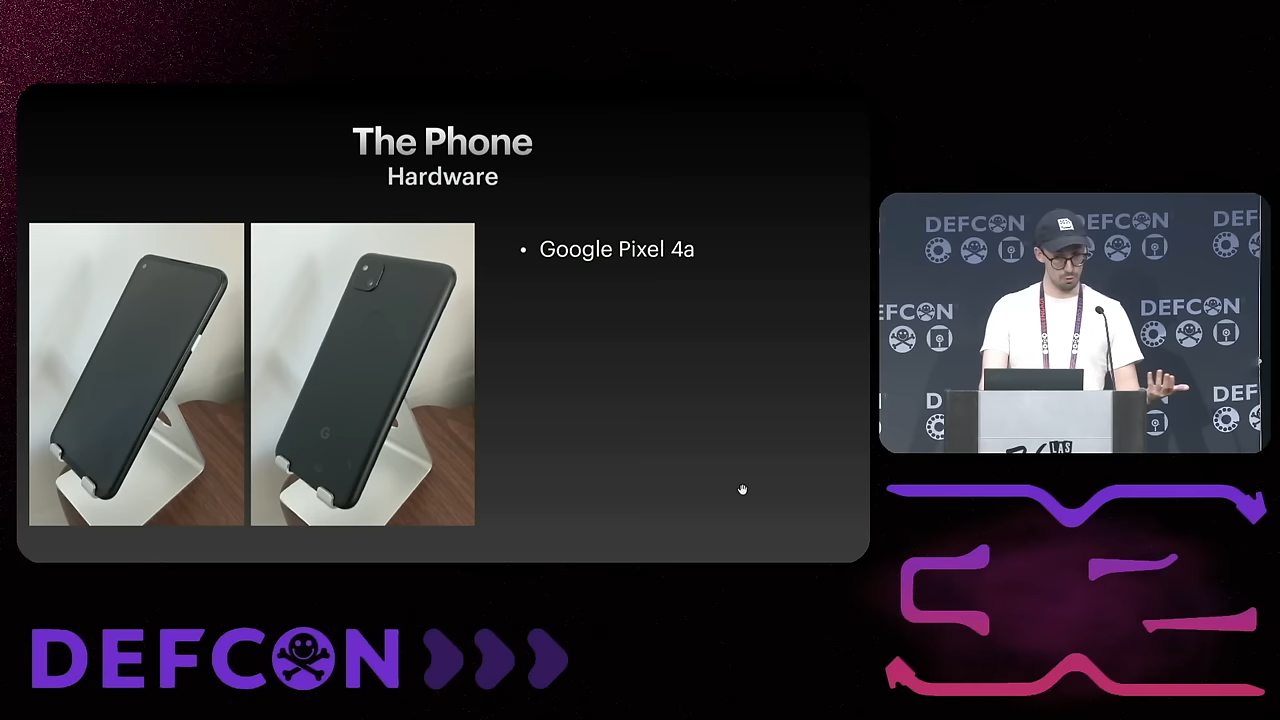 The Phone
Hardware
• Google Pixel 4a
G
DEFCON
DEFCON
DEF
DEFCON
DEFCON
DEF
D
LAS
DEFCON